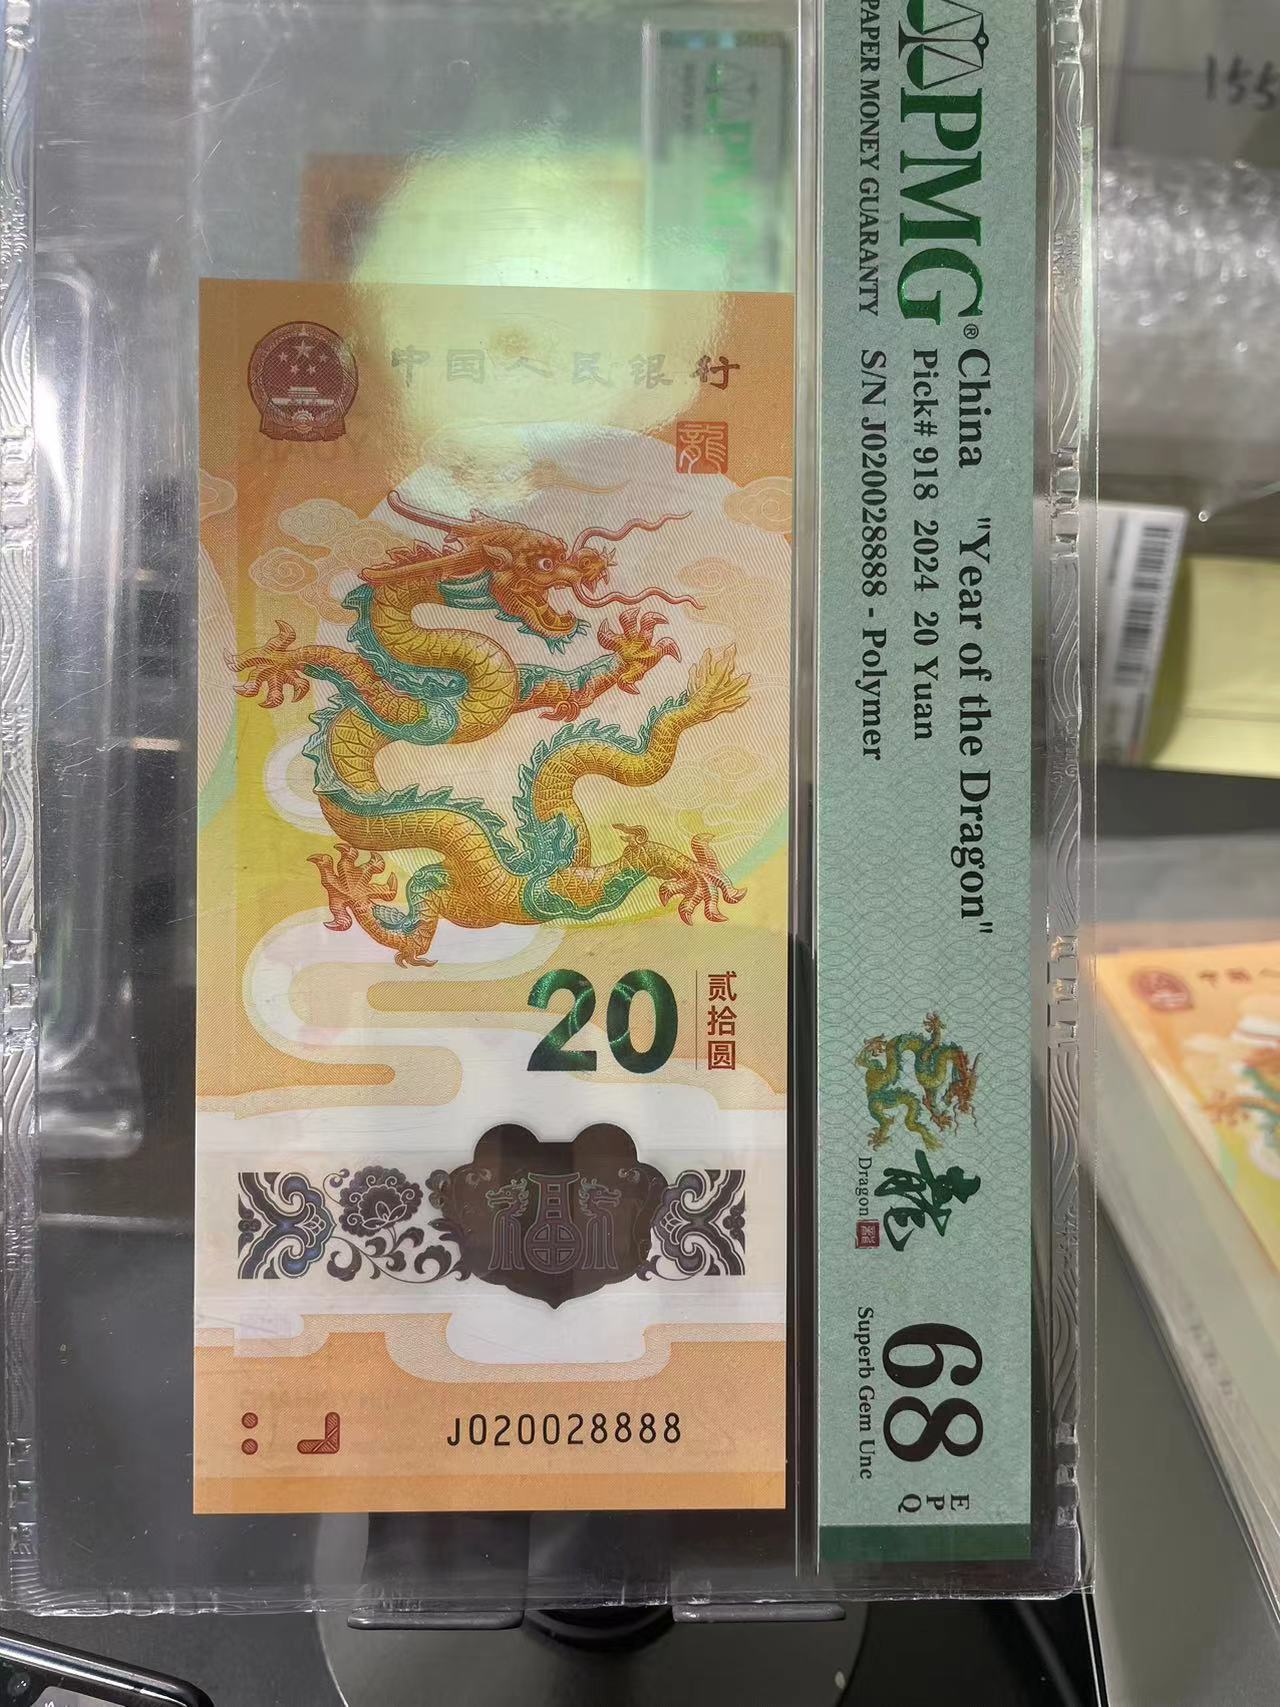 中国人民银行
龍
20
贰拾圆
福
J020028888
PMG
PAPER MONEY GUARANTY
®
China "Year of the Dragon"
Pick# 918 2024 20 Yuan
S/N J020028888 - Polymer
龍
Dragon
68
EPQ
Superb Gem Unc
155